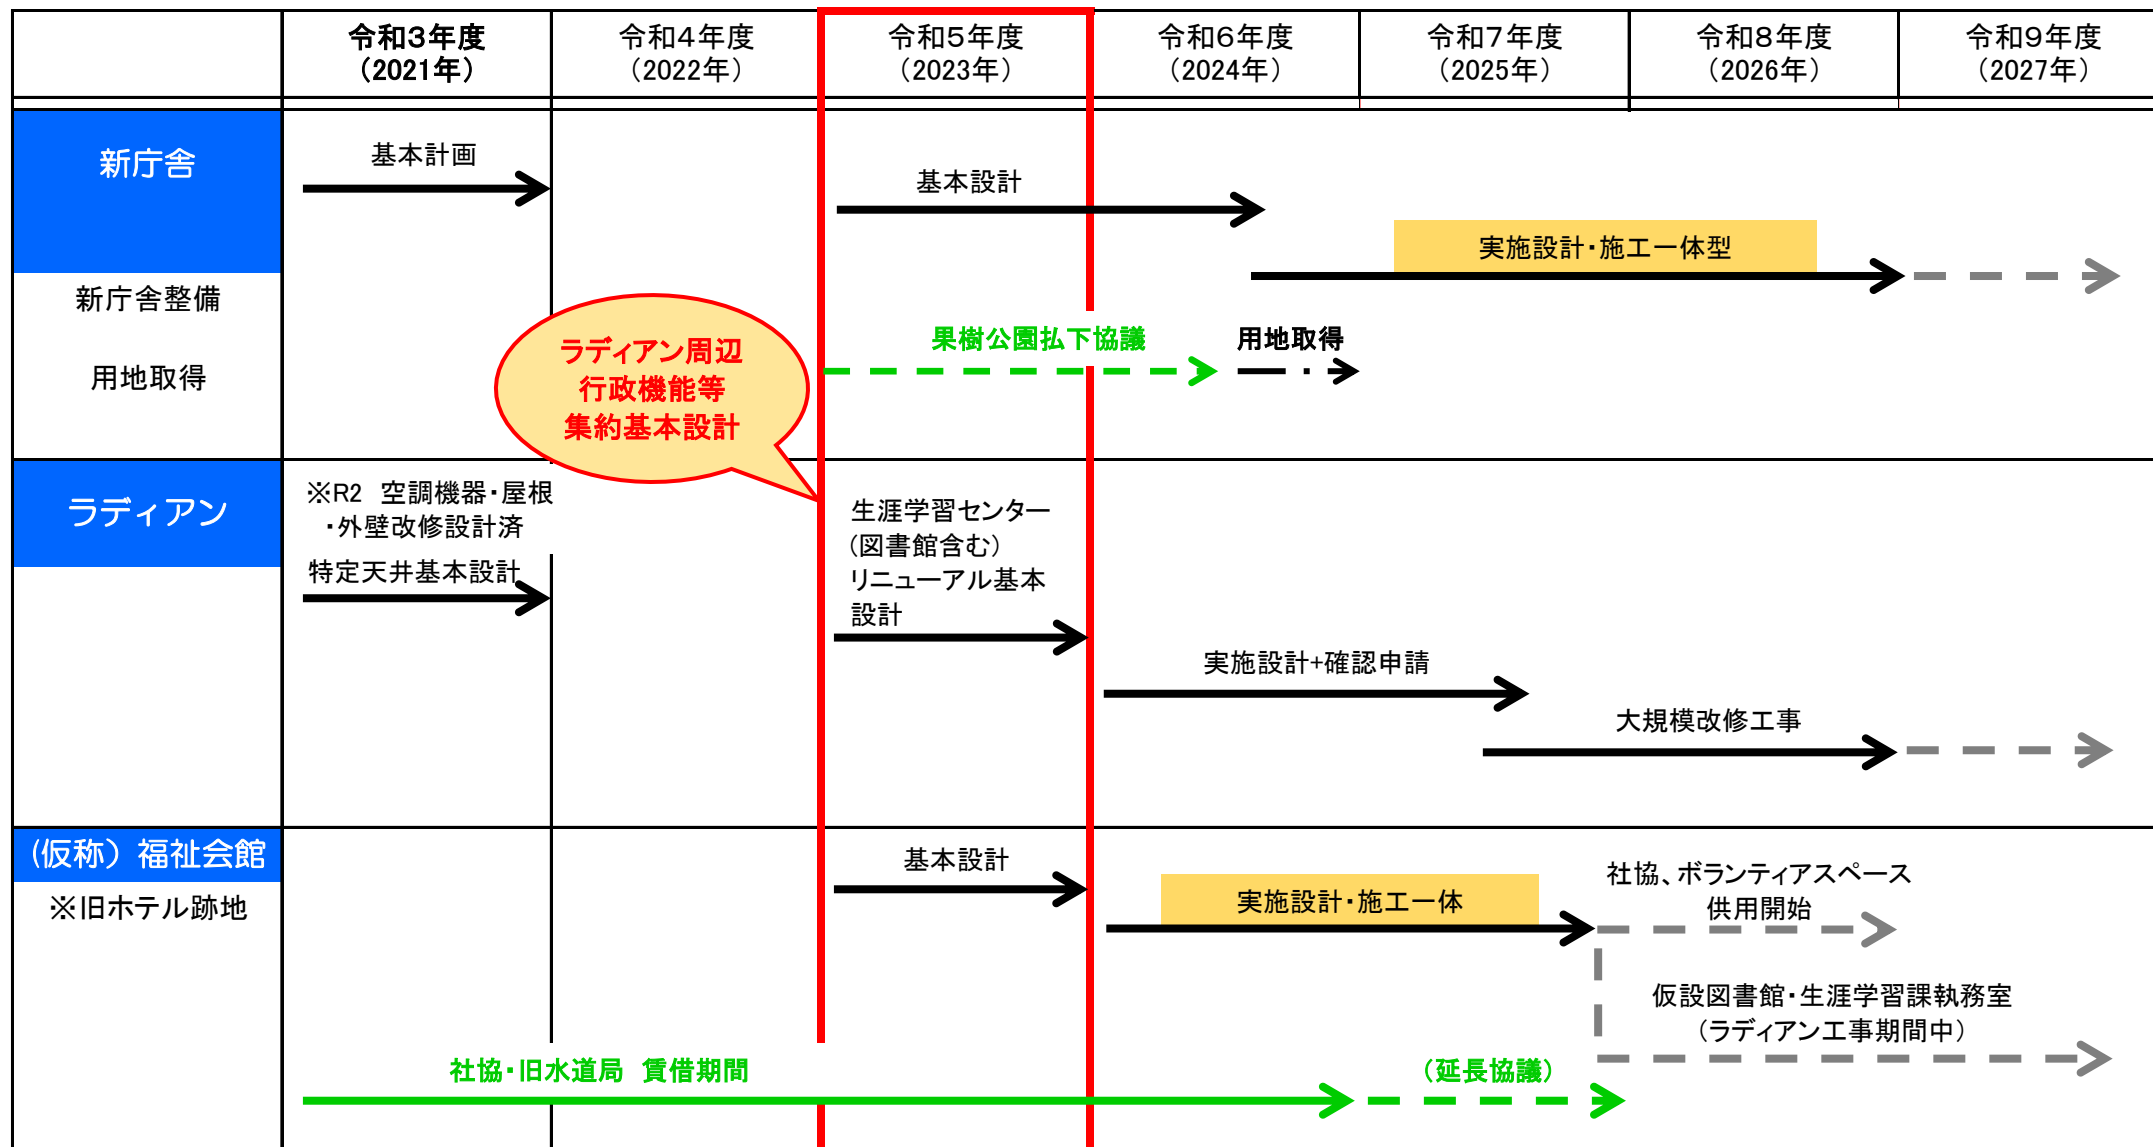 令和3年度
（2021年）
令和4年度
（2022年）
令和5年度
（2023年）
令和6年度
（2024年）
令和7年度
（2025年）
令和8年度
（2026年）
令和9年度
（2027年）
新庁舎
基本計画
基本設計
実施設計・施工一体型
新庁舎整備
果樹公園払下協議
用地取得
用地取得
ラディアン周辺
行政機能等
集約基本設計
ラディアン
※R2　空調機器・屋根
・外壁改修設計済
特定天井基本設計
生涯学習センター
（図書館含む）
リニューアル基本
設計
実施設計+確認申請
大規模改修工事
（仮称）福祉会館
※旧ホテル跡地
基本設計
実施設計・施工一体
社協、ボランティアスペース
供用開始
仮設図書館・生涯学習課執務室
（ラディアン工事期間中）
社協・旧水道局　賃借期間
（延長協議）